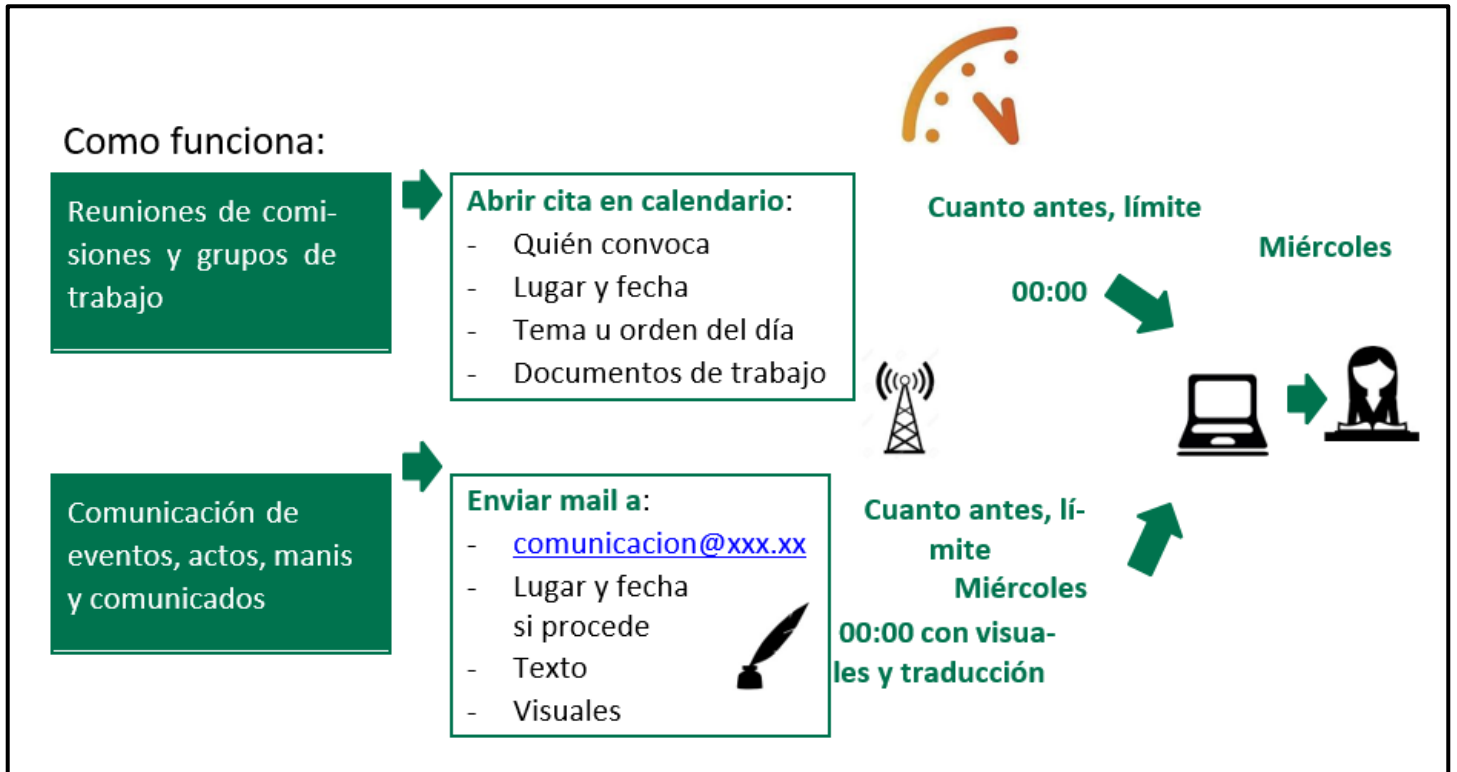 Como funciona:
Reuniones de comi-
siones y grupos de
trabajo
Abrir cita en calendario:
- Quién convoca
- Lugar y fecha
- Tema u orden del día
- Documentos de trabajo
Cuanto antes, límite
Miércoles
00:00
Comunicación de
eventos, actos, manis
y comunicados
Enviar mail a:
- comunicacion@xxx.xx
- Lugar y fecha
si procede
- Texto
- Visuales
Cuanto antes, lí-
mite
Miércoles
00:00 con visua-
les y traducción